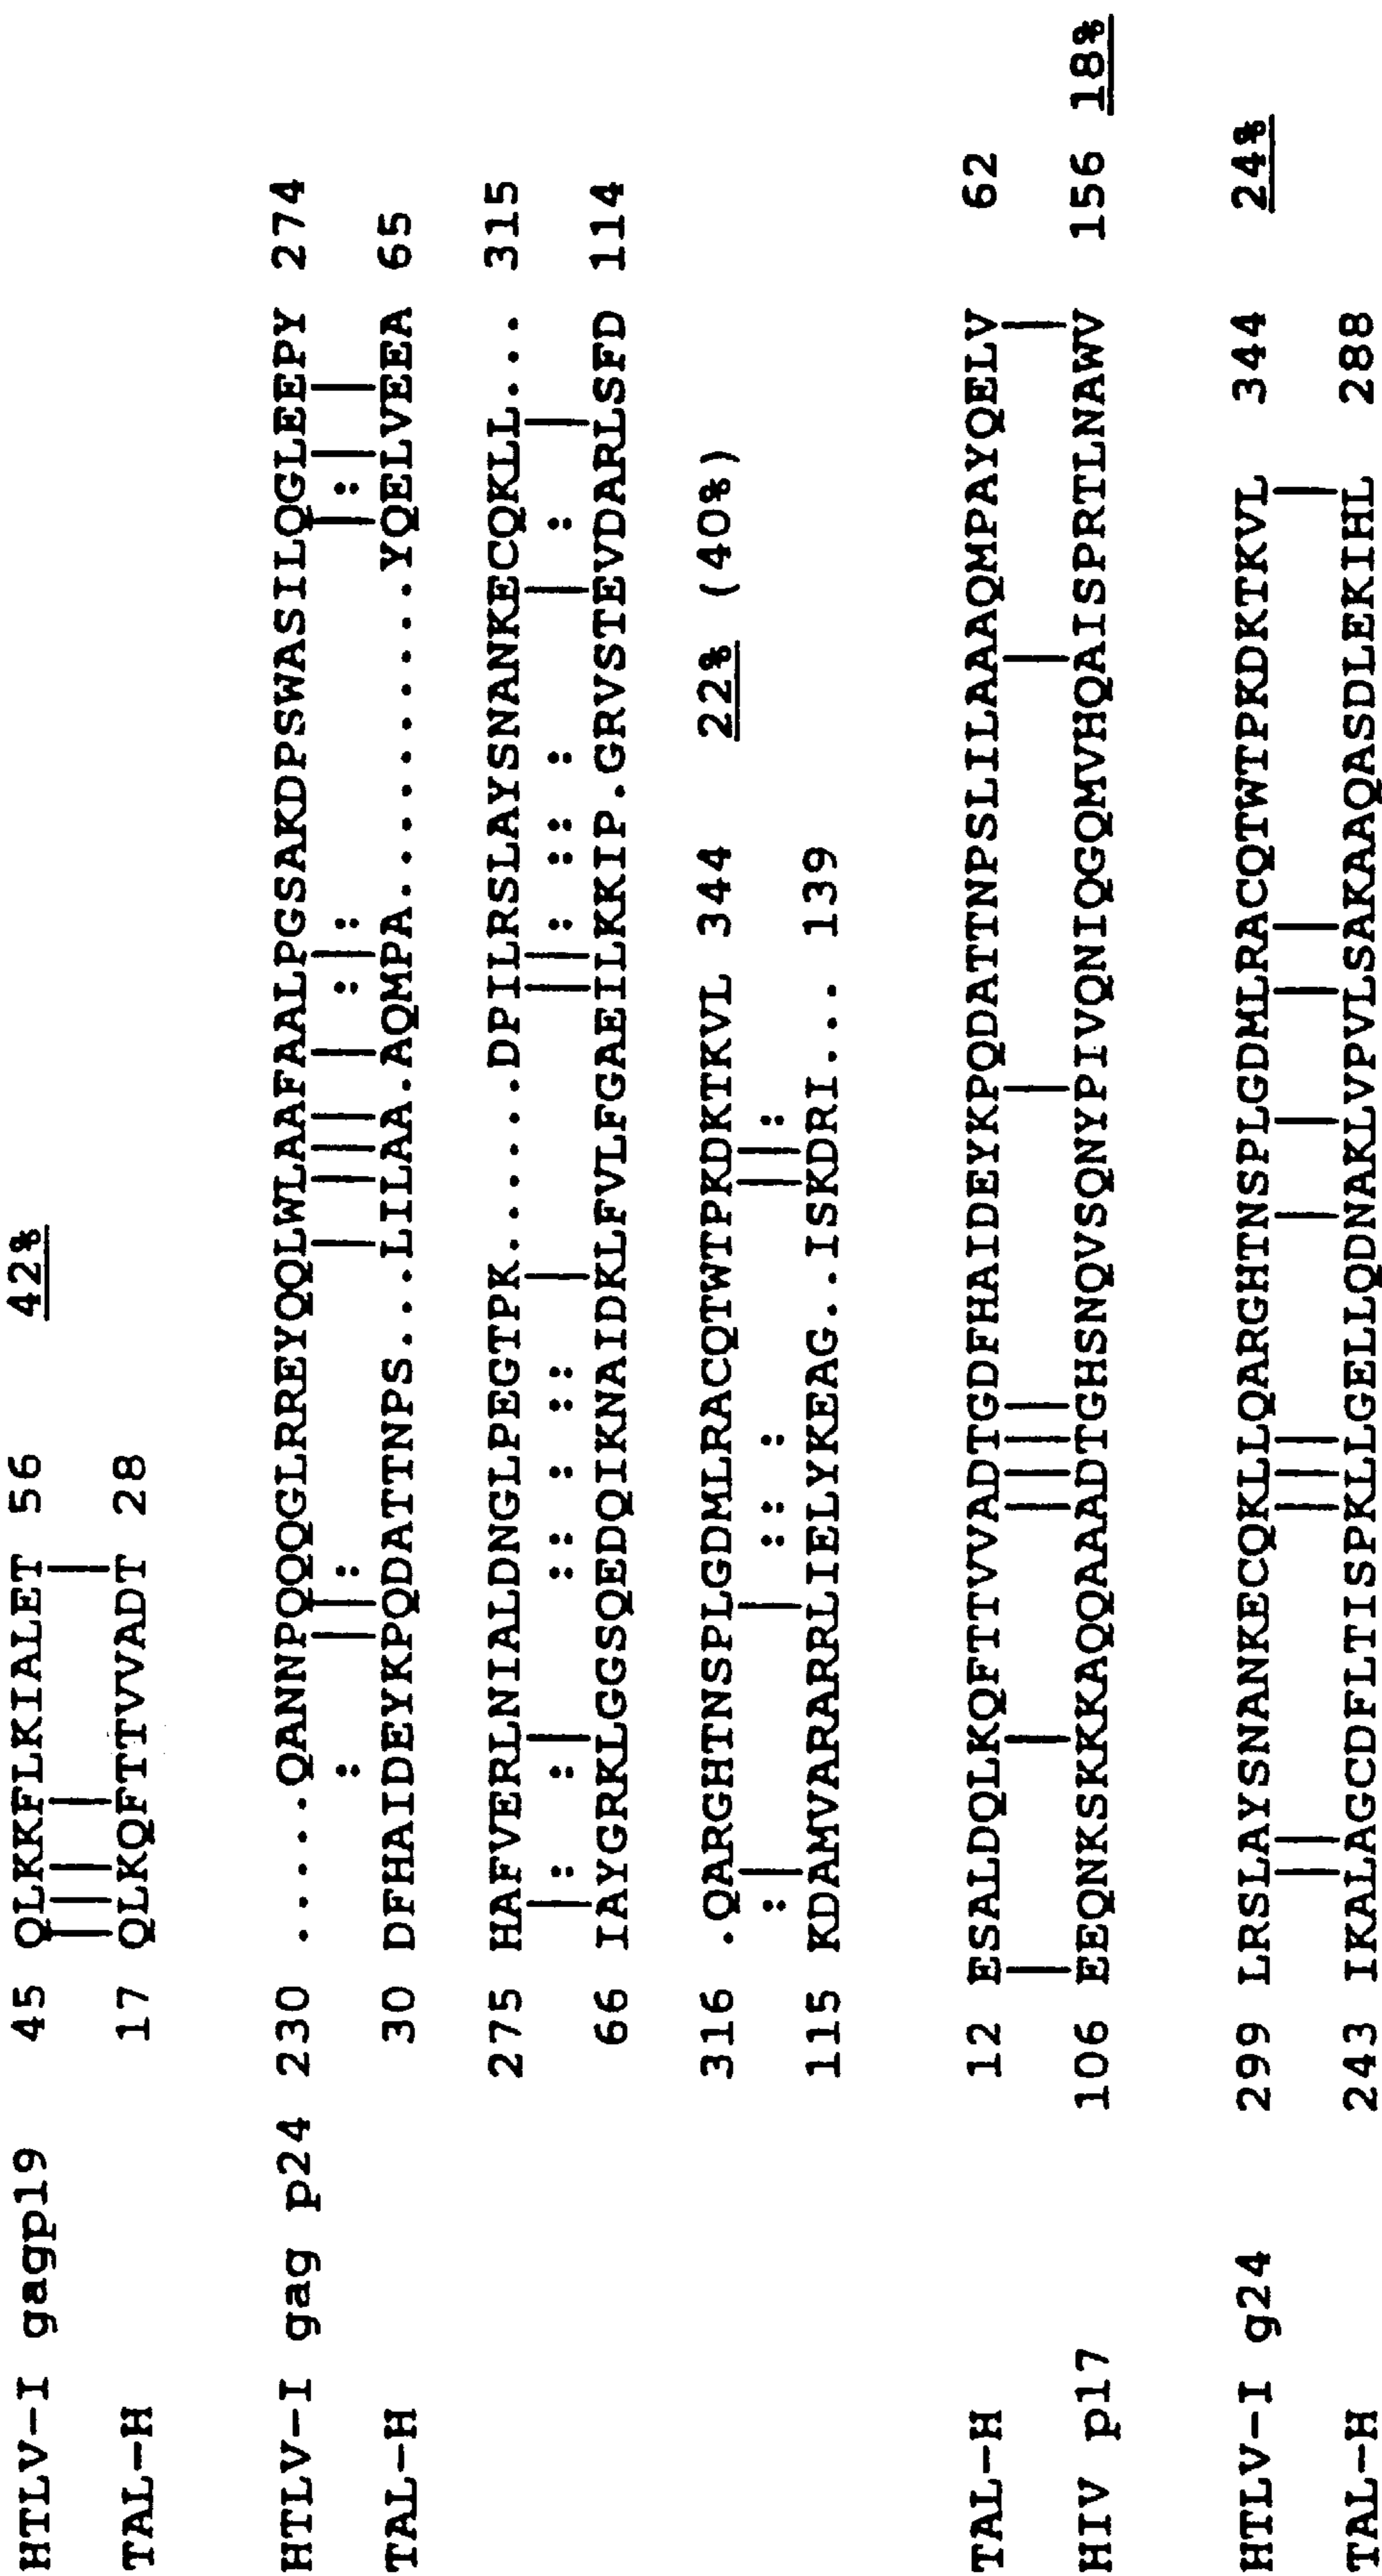 HTLV-I gagp19 45 QLKKFLKIALET 56 42%
TAL-H 17 QLKQFTTVVADT 28
HTLV-I gag p24 230 .....QANNPQQQGLRREYQQLWLAAFAALPGSAKDPSWASILQGLEEPY 274
TAL-H 30 DFHAIDEYKPQDATTNPS...LILAA.AQMPA..........YQELVEEA 65
275 HAFVERLNIALDNGLPEGTPK......DPILRSLAYSNANKECQKLL... 315
66 IAYGRKLGGSQEDQIKNAIDKLFVLFGAEILKKIP.GRVSTEVDARLSFD 114
316 .QARGHTNSPLGDMLRACQTWTPKDKTKVL 344 22% (40%)
115 KDAMVARARRLIELYKEAG..ISKDRI... 139
TAL-H 12 ESALDQLKQFTTVVADTGDFHAIDEYKPQDATTNPSLILAAAQMPAYQELV 62
HIV p17 106 EEQNKSKKKAQQAAADTGHSNQVSQNYPIVQNIQGQMVHQAISPRTLNAWV 156 18%
HTLV-I g24 299 LRSLAYSNANKECQKLLQARGHTNSPLGDMLRACQTWTPKDKTKVL 344 24%
TAL-H 243 IKALAGCDFLTISPKLLGELLQDNAKLVPVLSAKAAQASDLEKIHL 288